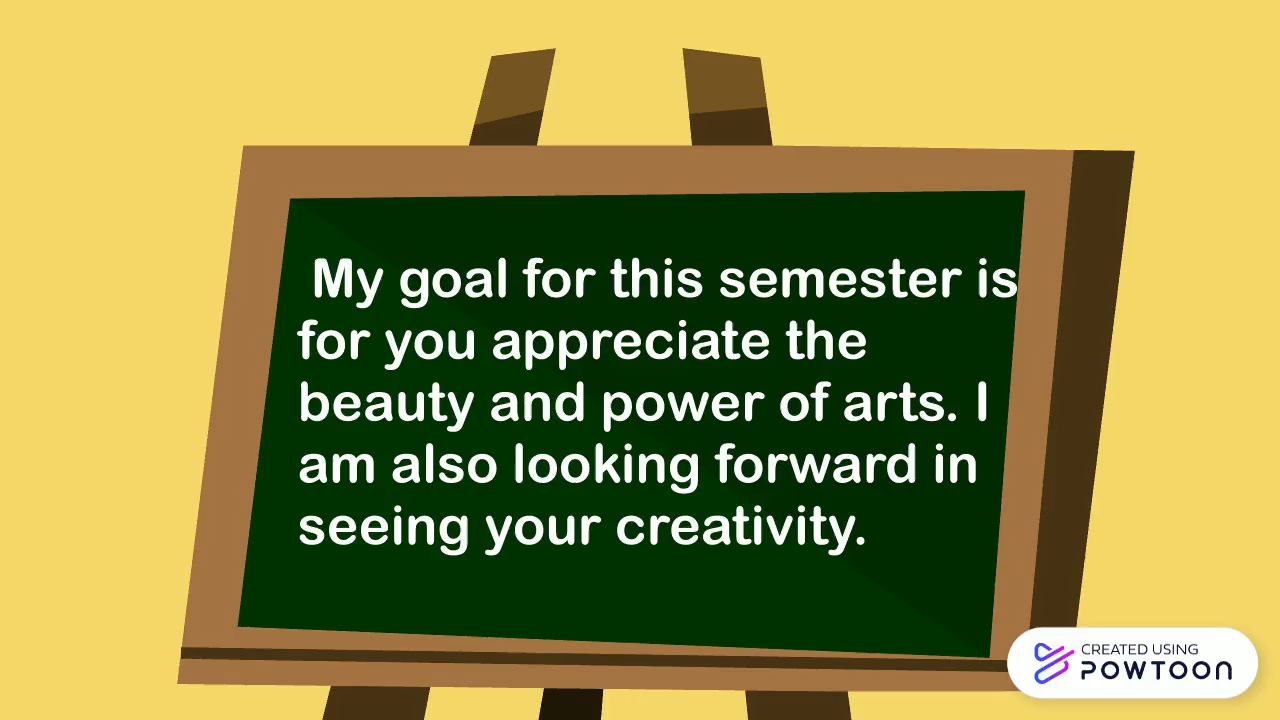 My goal for this semester is
for you appreciate the
beauty and power of arts. I
am also looking forward in
seeing your creativity.
CREATED USING
POWTOON